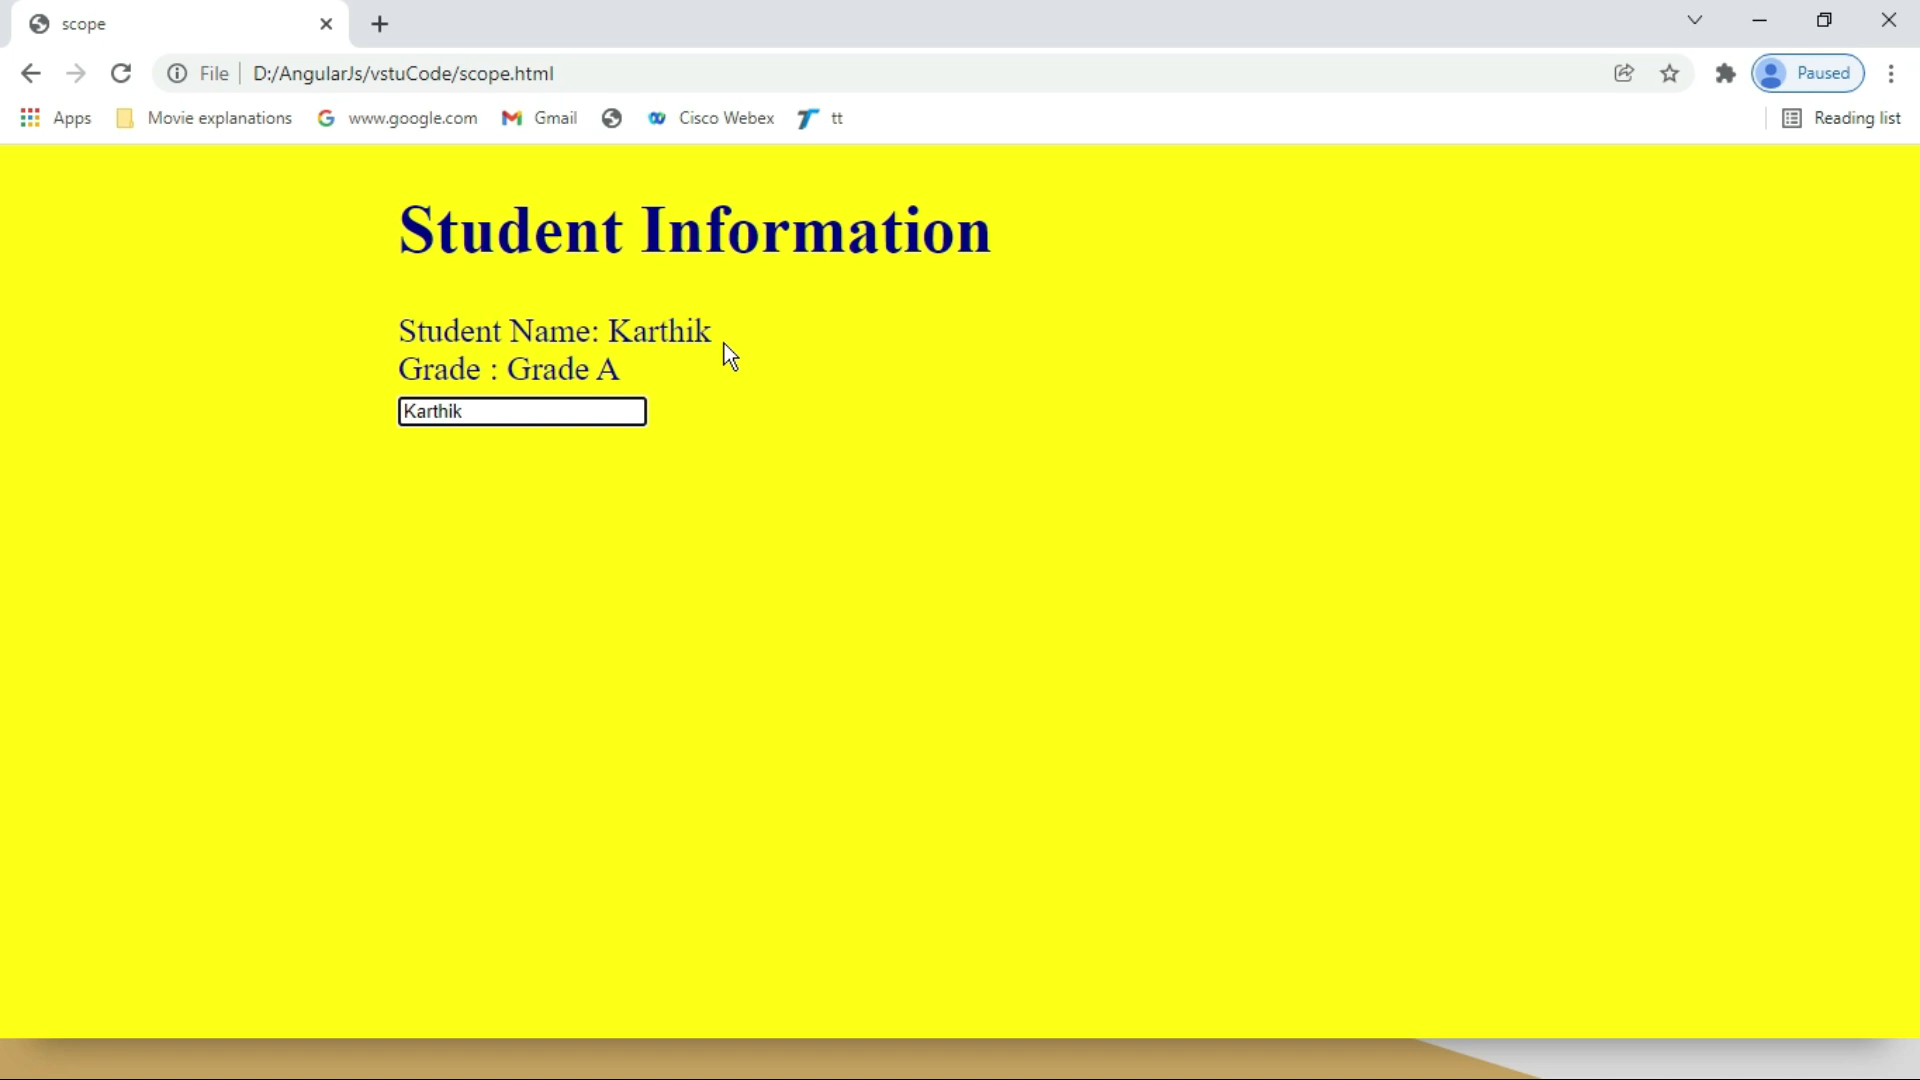 scope
File
D:/AngularJs/vstuCode/scope.html
Paused
Apps
Movie explanations
www.google.com
Gmail
Cisco Webex
tt
Reading list
Student Information
Student Name: Karthik
Grade : Grade A
Karthik